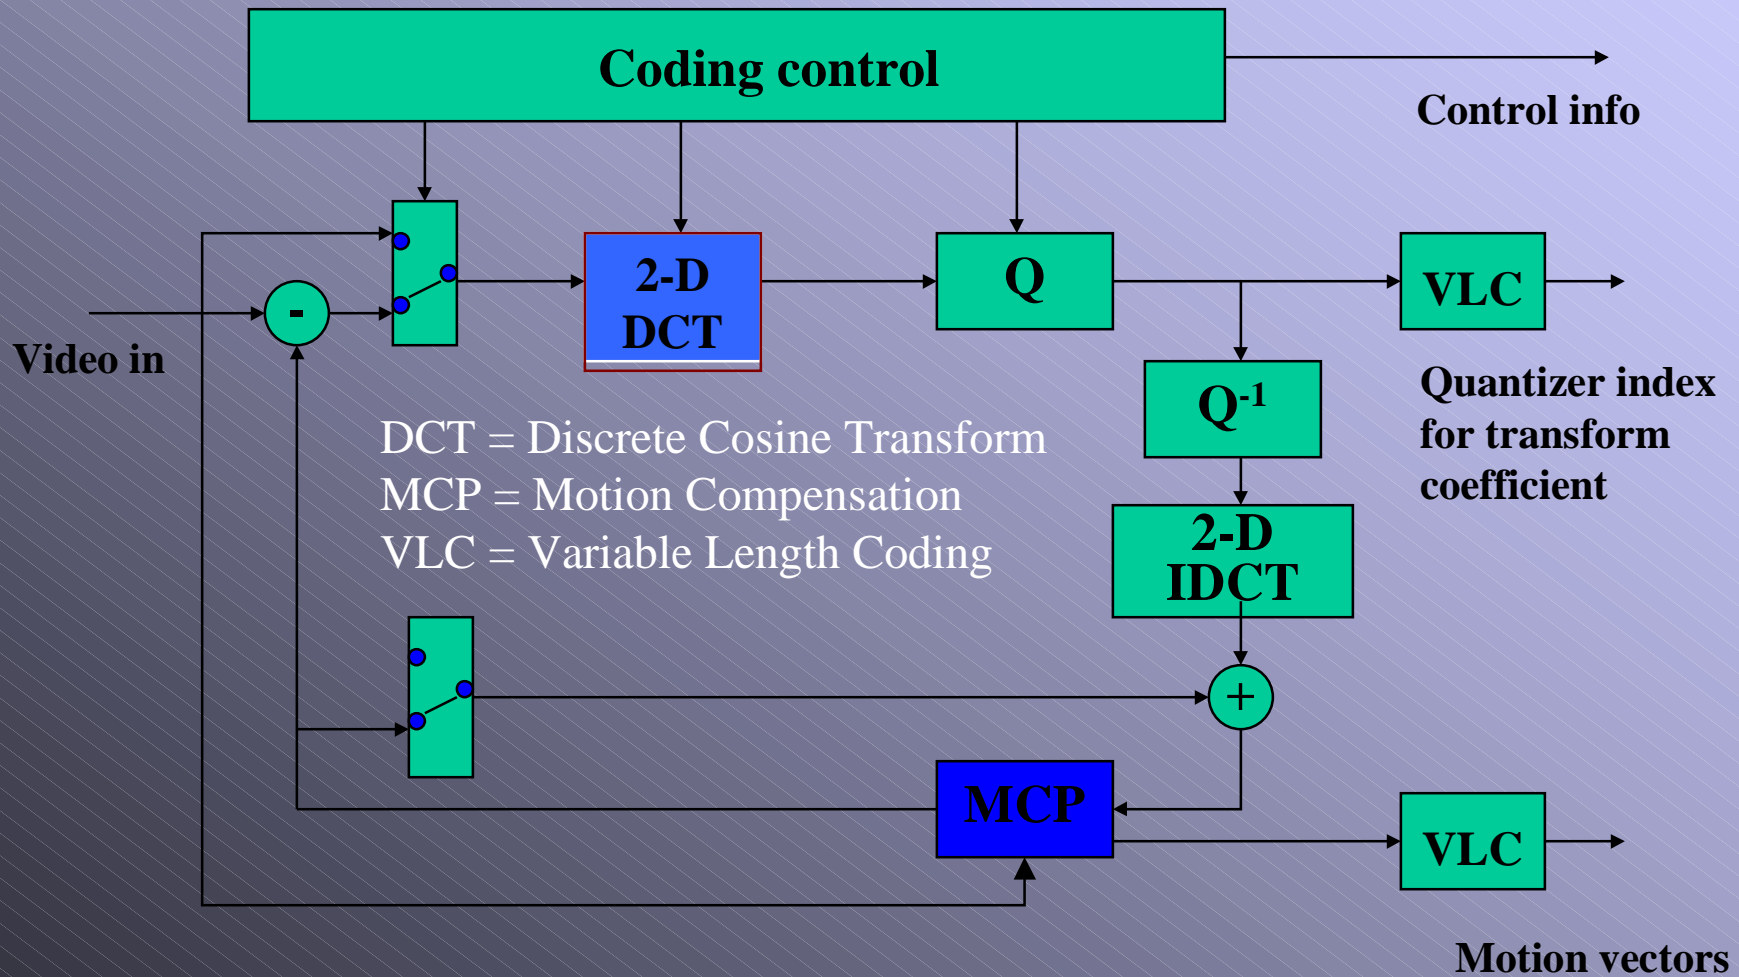 Coding control
Control info
2-D
DCT
Q
VLC
-
Video in
Q-1
Quantizer index
for transform
coefficient
DCT = Discrete Cosine Transform
MCP = Motion Compensation
VLC = Variable Length Coding
2-D
IDCT
+
MCP
VLC
Motion vectors